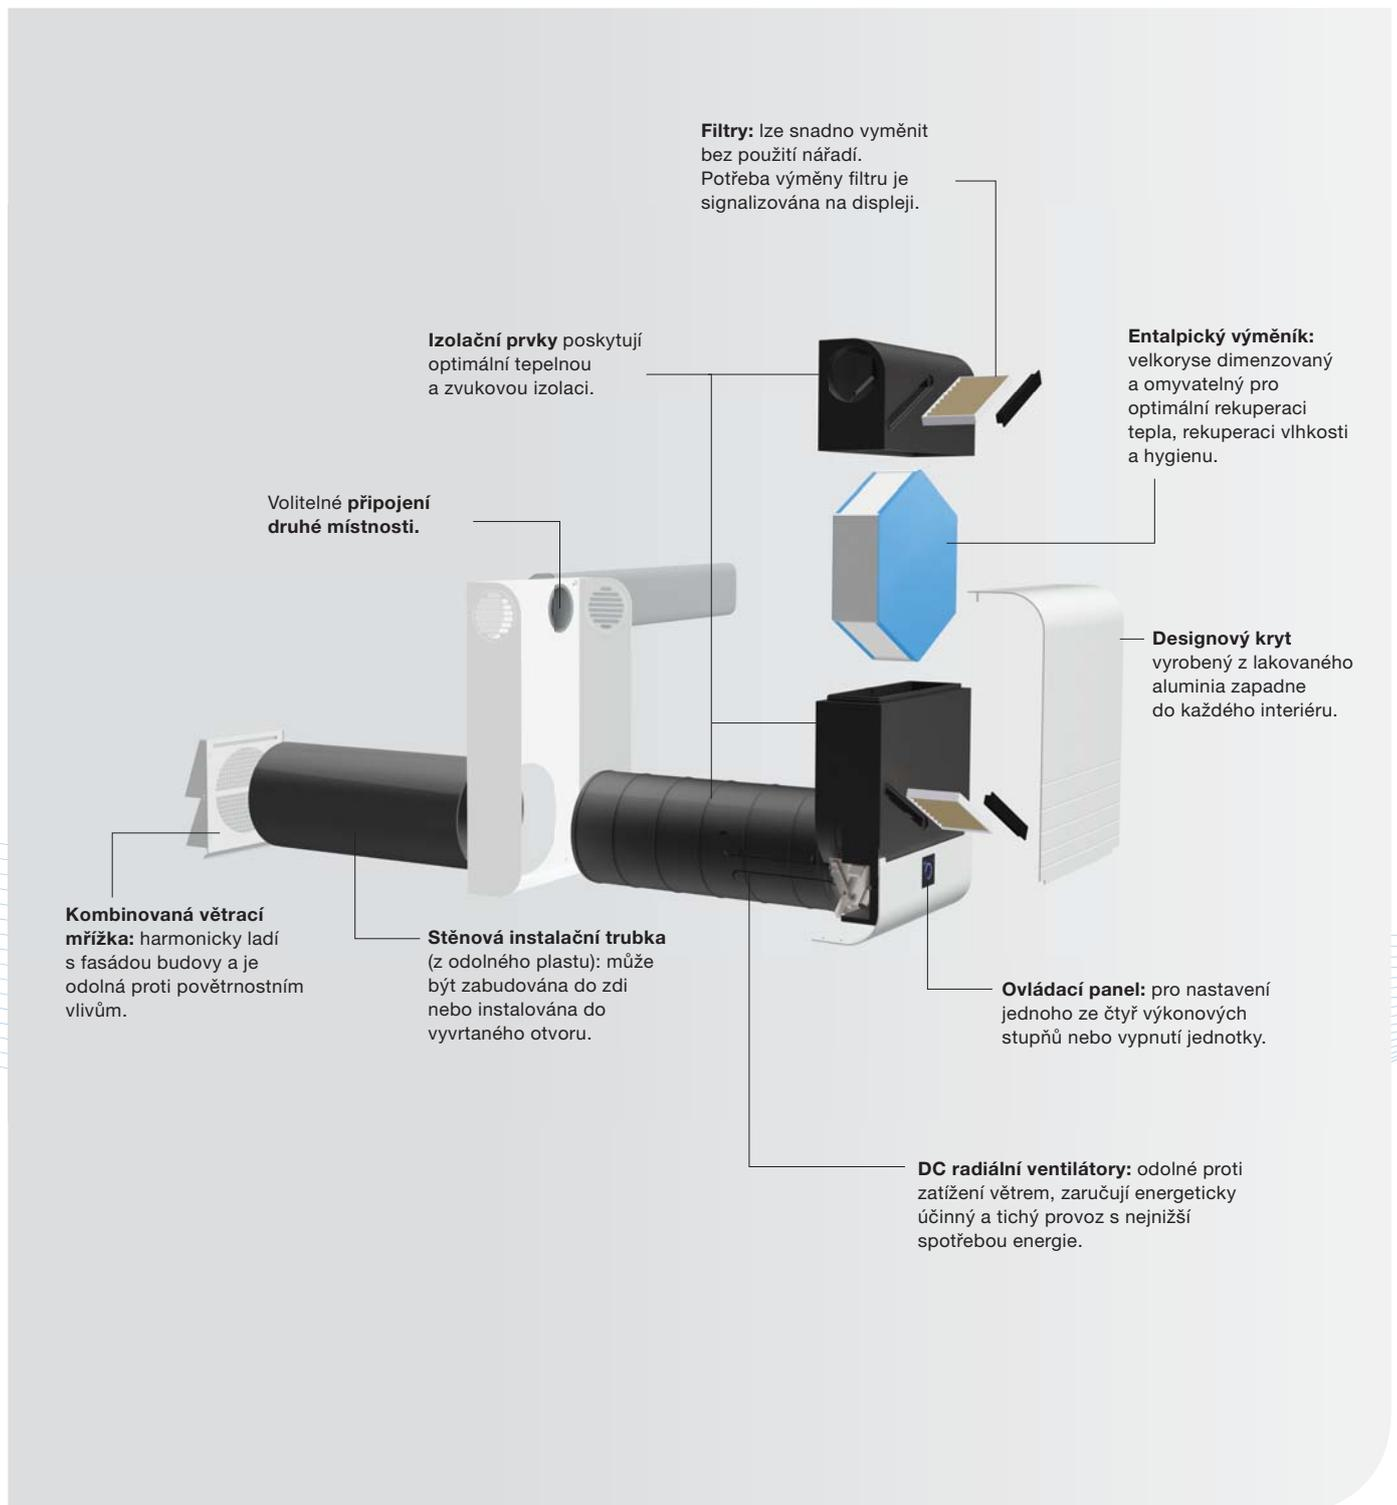 Filtry: lze snadno vyměnit
bez použití nářadí.
Potřeba výměny filtru je
signalizována na displeji.
Izolační prvky poskytují
optimální tepelnou
a zvukovou izolaci.
Entalpický výměník:
velkoryse dimenzovaný
a omyvatelný pro
optimální rekuperaci
tepla, rekuperaci vlhkosti
a hygienu.
Volitelné připojení
druhé místnosti.
Designový kryt
vyrobený z lakovaného
aluminia zapadne
do každého interiéru.
Kombinovaná větrací
mřížka: harmonicky ladí
s fasádou budovy a je
odolná proti povětrnostním
vlivům.
Stěnová instalační trubka
(z odolného plastu): může
být zabudována do zdi
nebo instalována do
vyvrtaného otvoru.
Ovládací panel: pro nastavení
jednoho ze čtyř výkonových
stupňů nebo vypnutí jednotky.
DC radiální ventilátory: odolné proti
zatížení větrem, zaručují energeticky
účinný a tichý provoz s nejnižší
spotřebou energie.